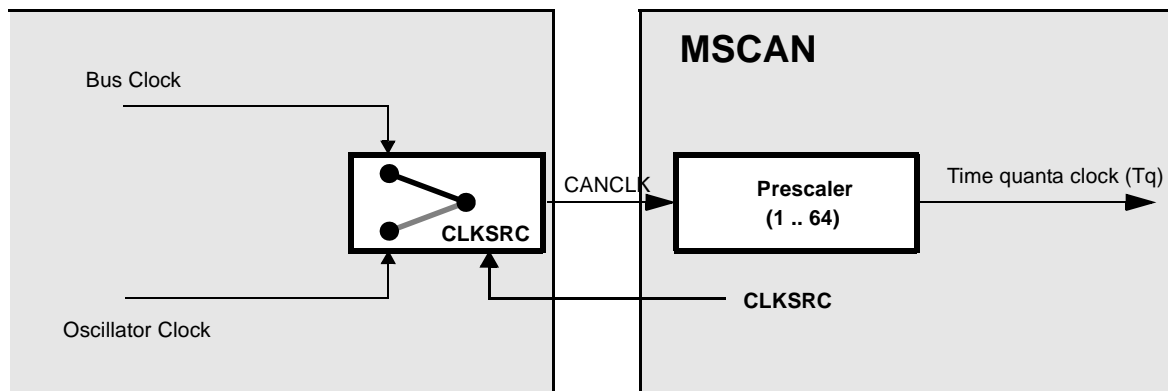 MSCAN
Bus Clock
CANCLK
Prescaler
(1 .. 64)
Time quanta clock (Tq)
CLKSRC
CLKSRC
Oscillator Clock